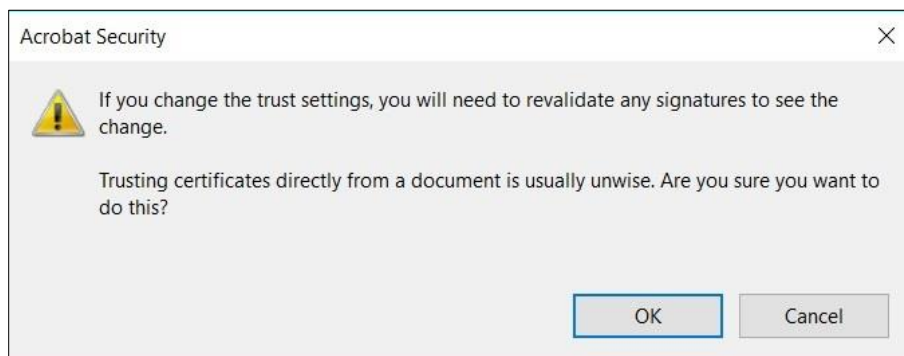 Acrobat Security
If you change the trust settings, you will need to revalidate any signatures to see the
change.
Trusting certificates directly from a document is usually unwise. Are you sure you want to
do this?
OK
Cancel